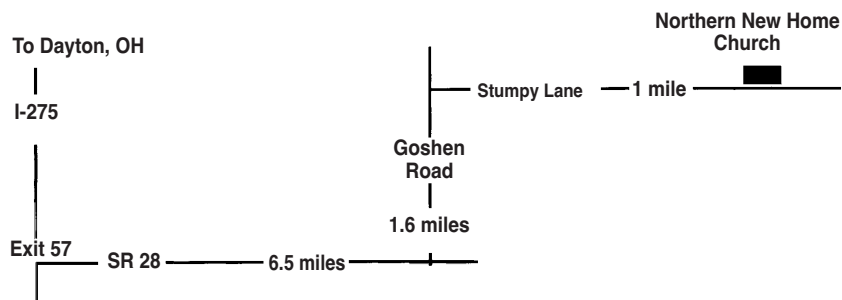 Northern New Home
Church
To Dayton, OH
Stumpy Lane
1 mile
I-275
Goshen
Road
1.6 miles
Exit 57
SR 28
6.5 miles